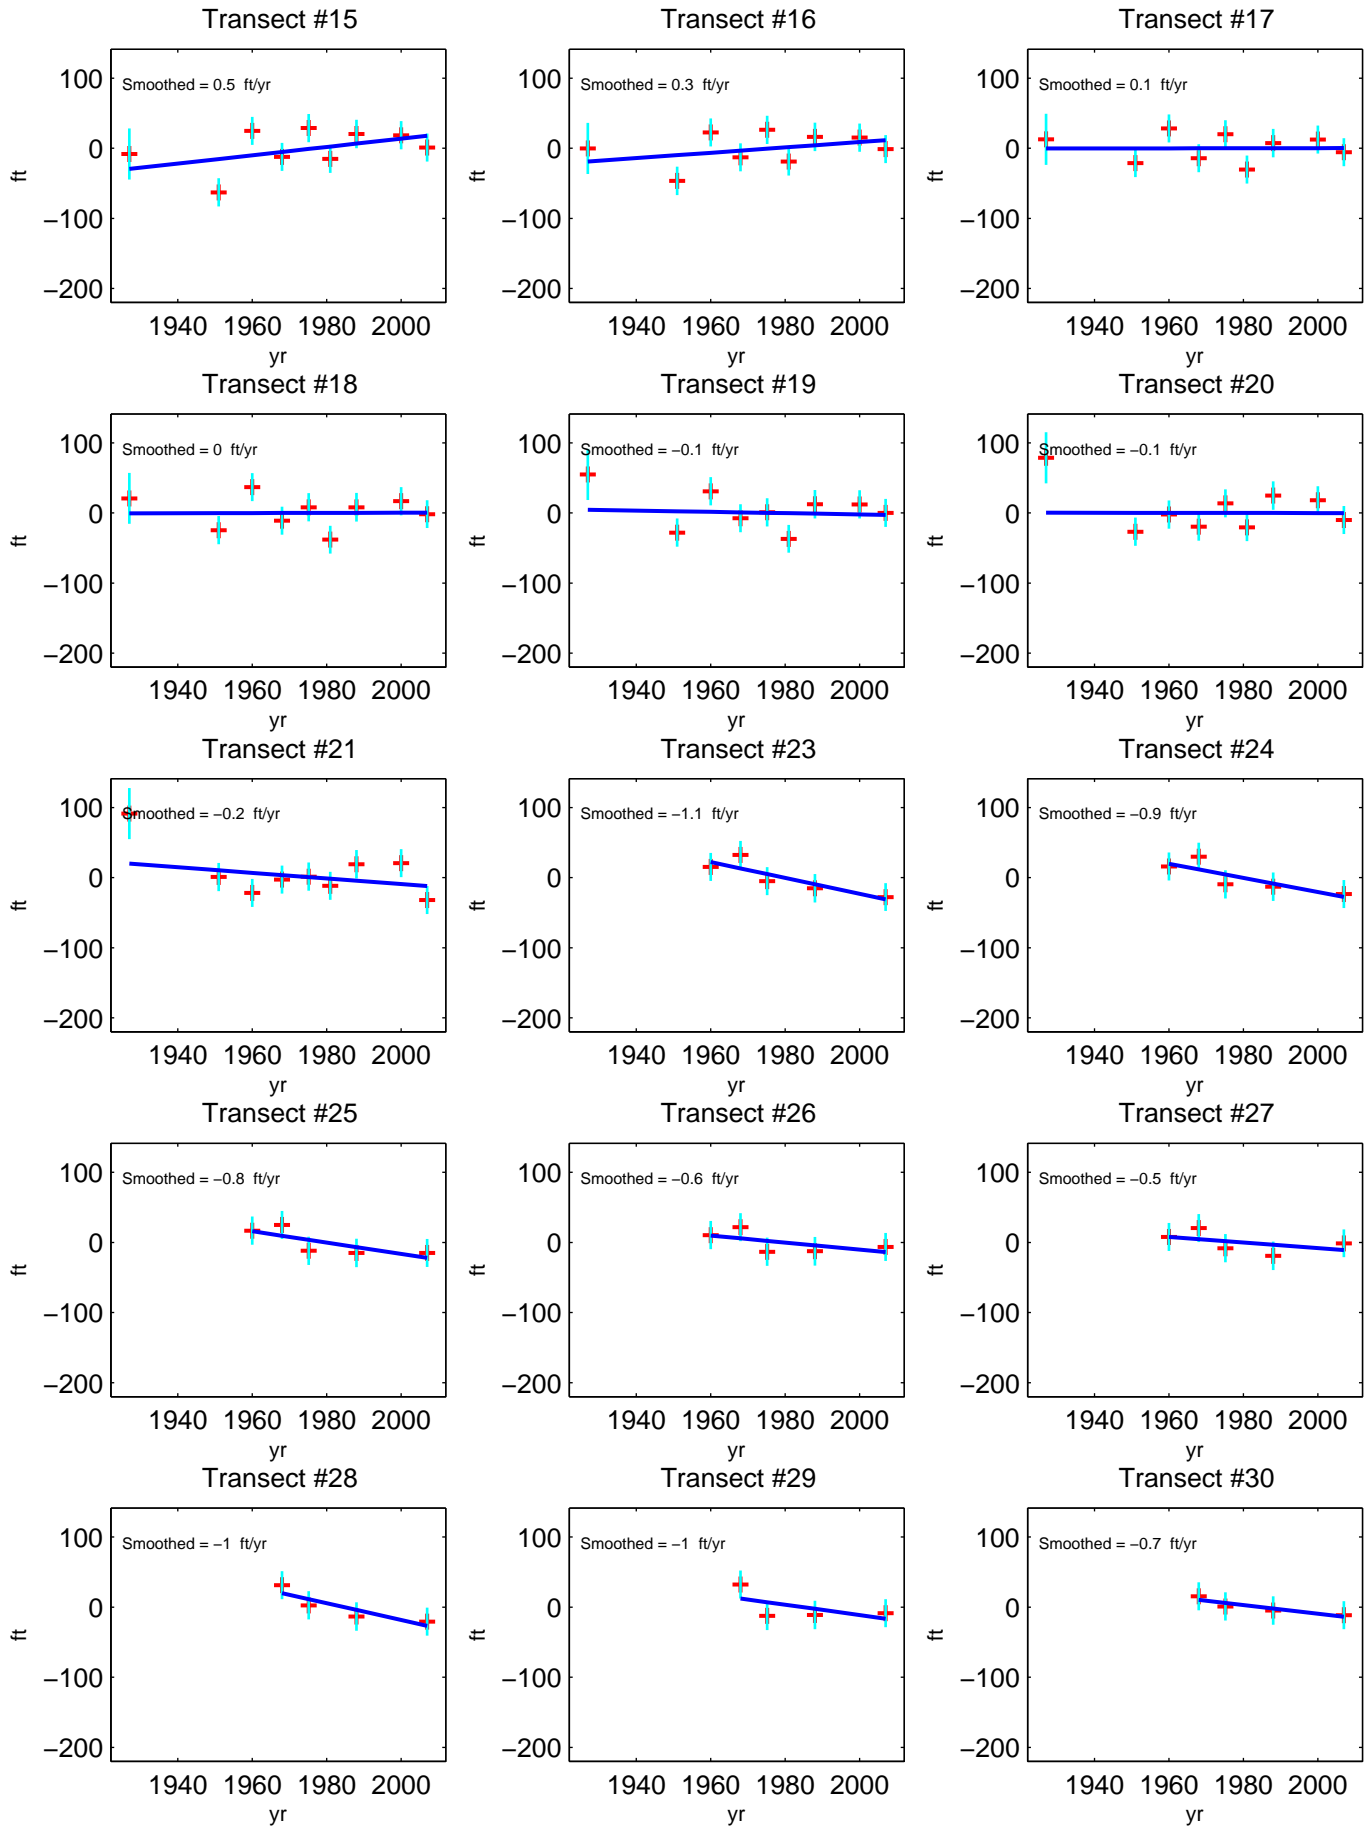 Transect #15 Transect #16 Transect #17
100 100 100
Smoothed = 0.5 ft/yr Smoothed = 0.3 ft/yr Smoothed = 0.1 ft/yr
0 0 0
ft ft ft
−100 −100 −100
−200 −200 −200
1940 1960 1980 2000 1940 1960 1980 2000 1940 1960 1980 2000
yr yr yr
Transect #18 Transect #19 Transect #20
100 100 100
Smoothed = 0 ft/yr Smoothed = −0.1 ft/yr Smoothed = −0.1 ft/yr
0 0 0
ft ft ft
−100 −100 −100
−200 −200 −200
1940 1960 1980 2000 1940 1960 1980 2000 1940 1960 1980 2000
yr yr yr
Transect #21 Transect #23 Transect #24
100 100 100
Smoothed = −0.2 ft/yr Smoothed = −1.1 ft/yr Smoothed = −0.9 ft/yr
0 0 0
ft ft ft
−100 −100 −100
−200 −200 −200
1940 1960 1980 2000 1940 1960 1980 2000 1940 1960 1980 2000
yr yr yr
Transect #25 Transect #26 Transect #27
100 100 100
Smoothed = −0.8 ft/yr Smoothed = −0.6 ft/yr Smoothed = −0.5 ft/yr
0 0 0
ft ft ft
−100 −100 −100
−200 −200 −200
1940 1960 1980 2000 1940 1960 1980 2000 1940 1960 1980 2000
yr yr yr
Transect #28 Transect #29 Transect #30
100 100 100
Smoothed = −1 ft/yr Smoothed = −1 ft/yr Smoothed = −0.7 ft/yr
0 0 0
ft ft ft
−100 −100 −100
−200 −200 −200
1940 1960 1980 2000 1940 1960 1980 2000 1940 1960 1980 2000
yr yr yr